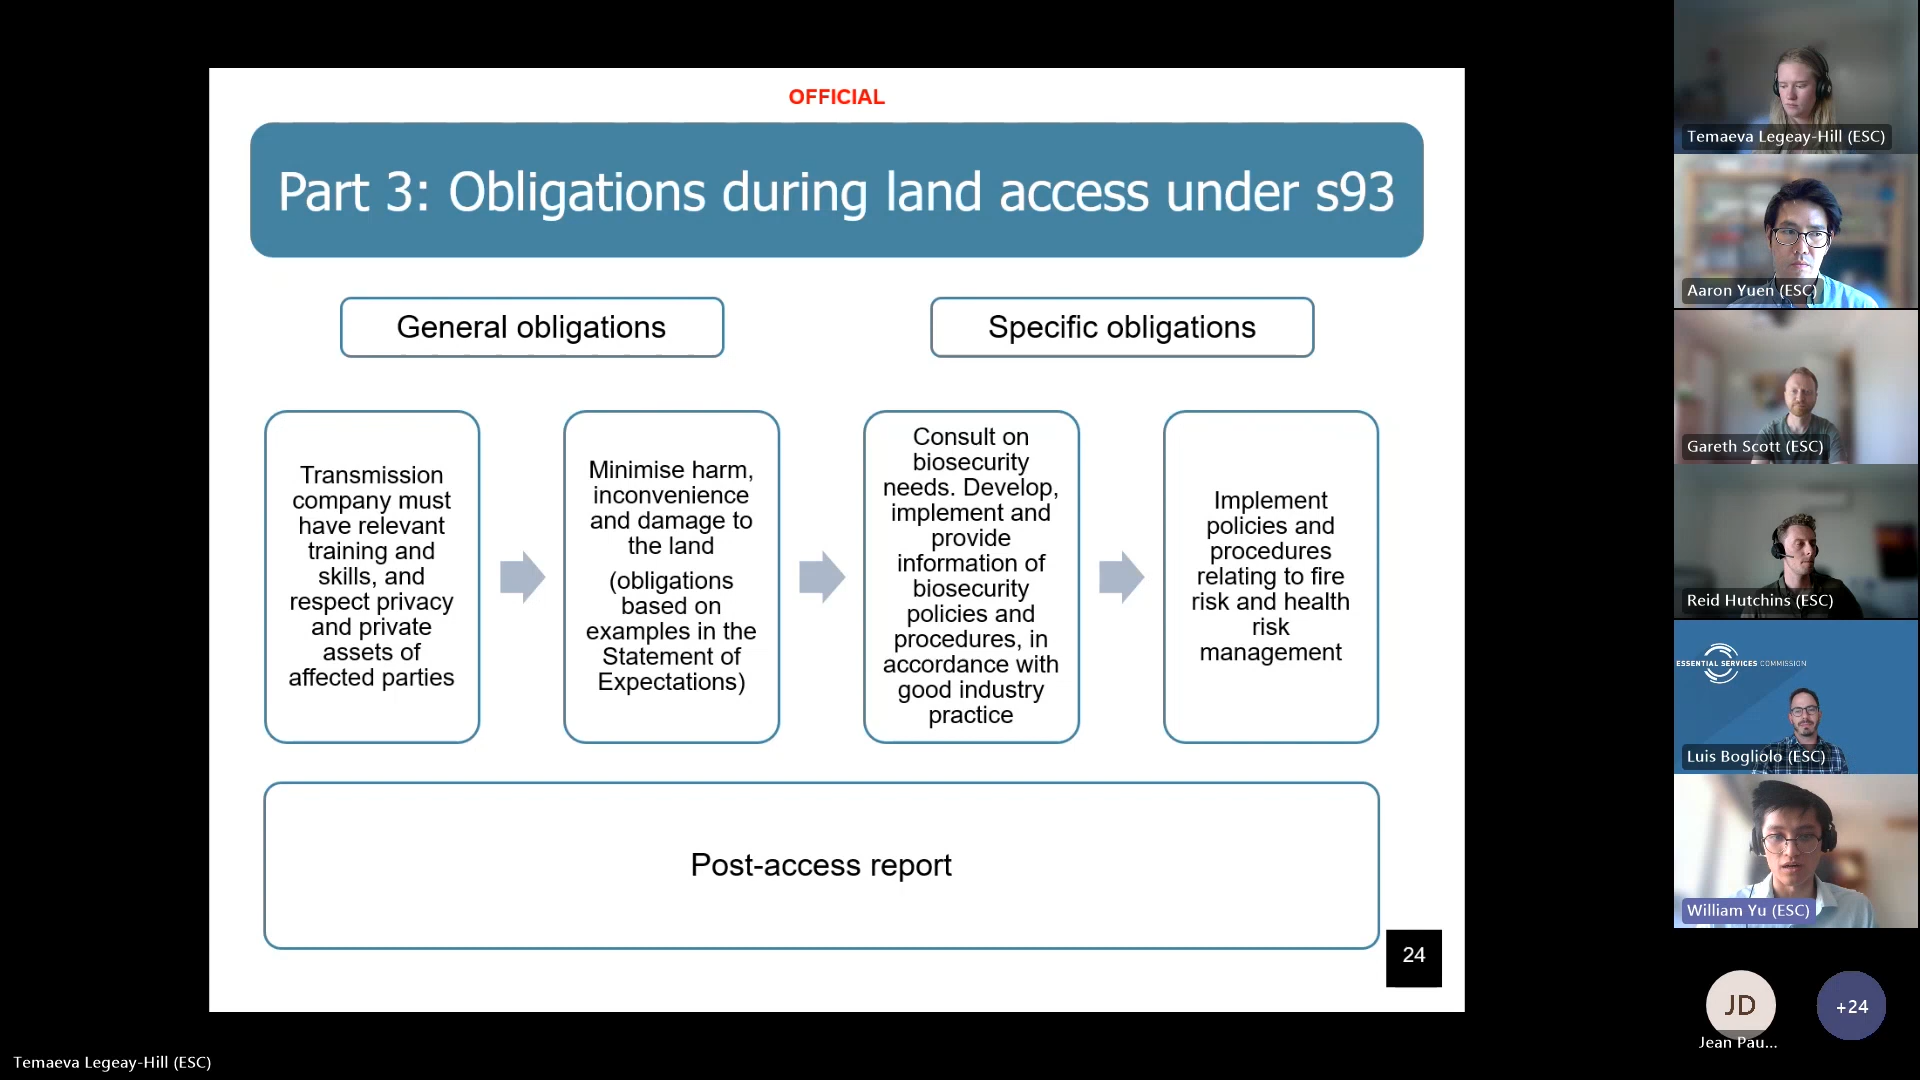 OFFICIAL
Part 3: Obligations during land access under s93
General obligations
Specific obligations
Transmission
company must
have relevant
training and
skills, and
respect privacy
and private
assets of
affected parties
Minimise harm,
inconvenience
and damage to
the land
(obligations
based on
examples in the
Statement of
Expectations)
Consult on
biosecurity
needs. Develop,
implement and
provide
information of
biosecurity
policies and
procedures, in
accordance with
good industry
practice
Implement
policies and
procedures
relating to fire
risk and health
risk
management
Post-access report
24
Temaeva Legeay-Hill (ESC)
Aaron Yuen (ESC)
Gareth Scott (ESC)
Reid Hutchins (ESC)
ESSENTIAL SERVICES COMMISSION
Luis Bogliolo (ESC)
William Yu (ESC)
JD
+24
Jean Pau...
Temaeva Legeay-Hill (ESC)